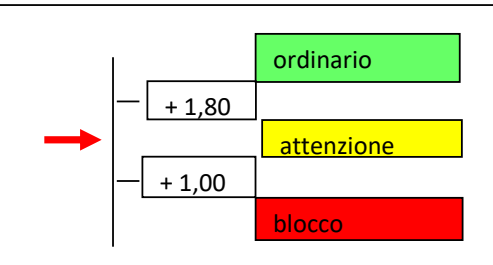 ordinario
+ 1,80
attenzione
+ 1,00
blocco